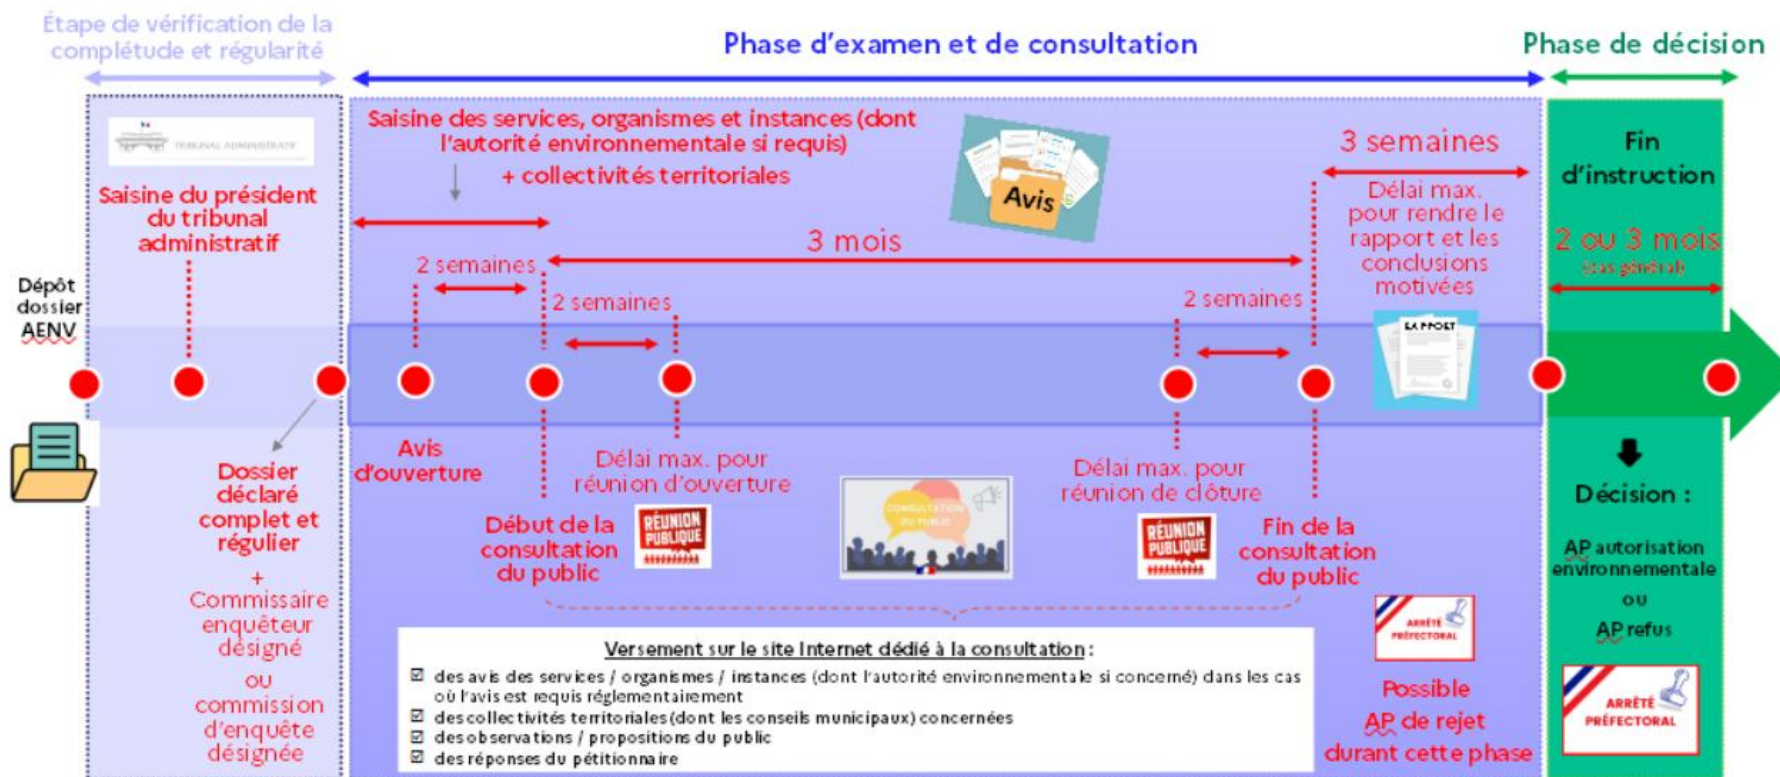 Étape de vérification de la
complétude et régularité
Phase d'examen et de consultation
Phase de décision
TRIBUNAL ADMINISTRATIF
Saisine du président
du tribunal
administratif
Dépôt
dossier
AENV
Dossier
déclaré
complet et
régulier
+
Commissaire
enquêteur
désigné
ou
commission
d'enquête
désignée
Saisine des services, organismes et instances (dont
l'autorité environnementale si requis)
+ collectivités territoriales
Avis
3 mois
2 semaines
2 semaines
2 semaines
3 semaines
Délai max.
pour rendre le
rapport et les
conclusions
motivées
RAPPORT
Avis
d'ouverture
Début de la
consultation
du public
Délai max. pour
réunion d'ouverture
RÉUNION
PUBLIQUE
CONSULTATION
DU PUBLIC
Délai max. pour
réunion de clôture
RÉUNION
PUBLIQUE
Fin de la
consultation
du public
Versement sur le site Internet dédié à la consultation :
☑ des avis des services / organismes / instances (dont l'autorité environnementale si concerné) dans les cas
où l'avis est requis réglementairement
☑ des collectivités territoriales (dont les conseils municipaux) concernées
☑ des observations / propositions du public
☑ des réponses du pétitionnaire
ARRÊTÉ
PRÉFECTORAL
Possible
AP de rejet
durant cette phase
Fin
d'instruction
2 ou 3 mois
(cas général)
Décision :
AP autorisation
environnementale
ou
AP refus
ARRÊTÉ
PRÉFECTORAL